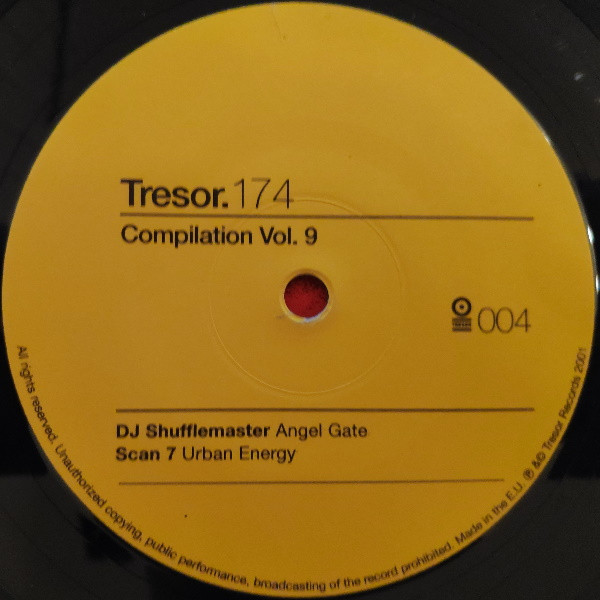 Tresor.174
Compilation Vol. 9
004
DJ Shufflemaster Angel Gate
Scan 7 Urban Energy
All rights reserved. Unauthorized copying, public performance, broadcasting of the record prohibited. Made in the E.U. ℗ &© Tresor Records 2001